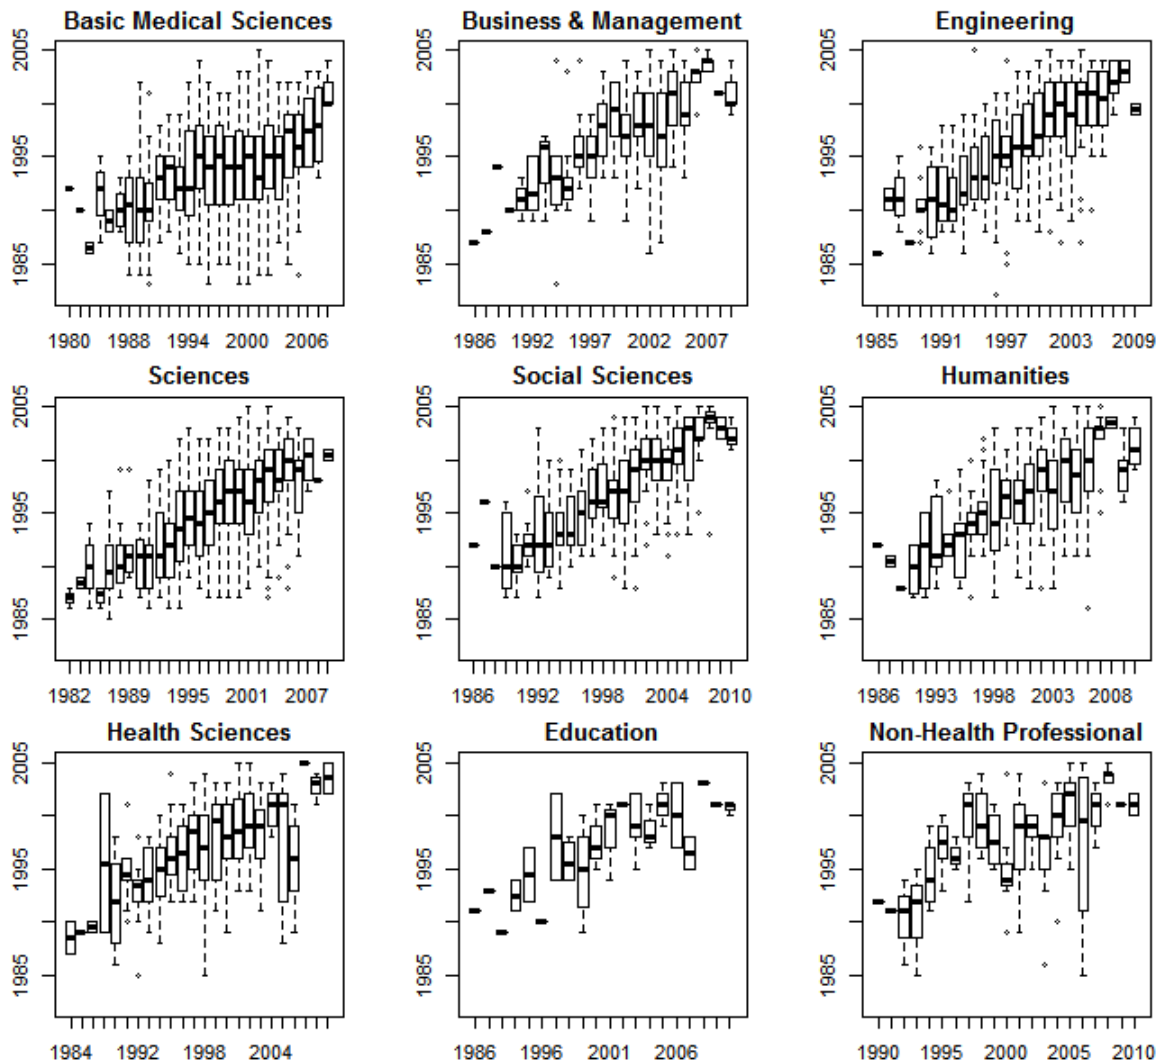 Basic Medical Sciences
2005
1995
1985
1980 1988 1994 2000 2006
Business & Management
2005
1995
1985
1986 1992 1997 2002 2007
Engineering
2005
1995
1985
1985 1991 1997 2003 2009
Sciences
2005
1995
1985
1982 1989 1995 2001 2007
Social Sciences
2005
1995
1985
1986 1992 1998 2004 2010
Humanities
2005
1995
1985
1986 1993 1998 2003 2008
Health Sciences
2005
1995
1985
1984 1992 1998 2004
Education
2005
1995
1985
1986 1996 2001 2006
Non-Health Professional
2005
1995
1985
1990 1995 2000 2005 2010